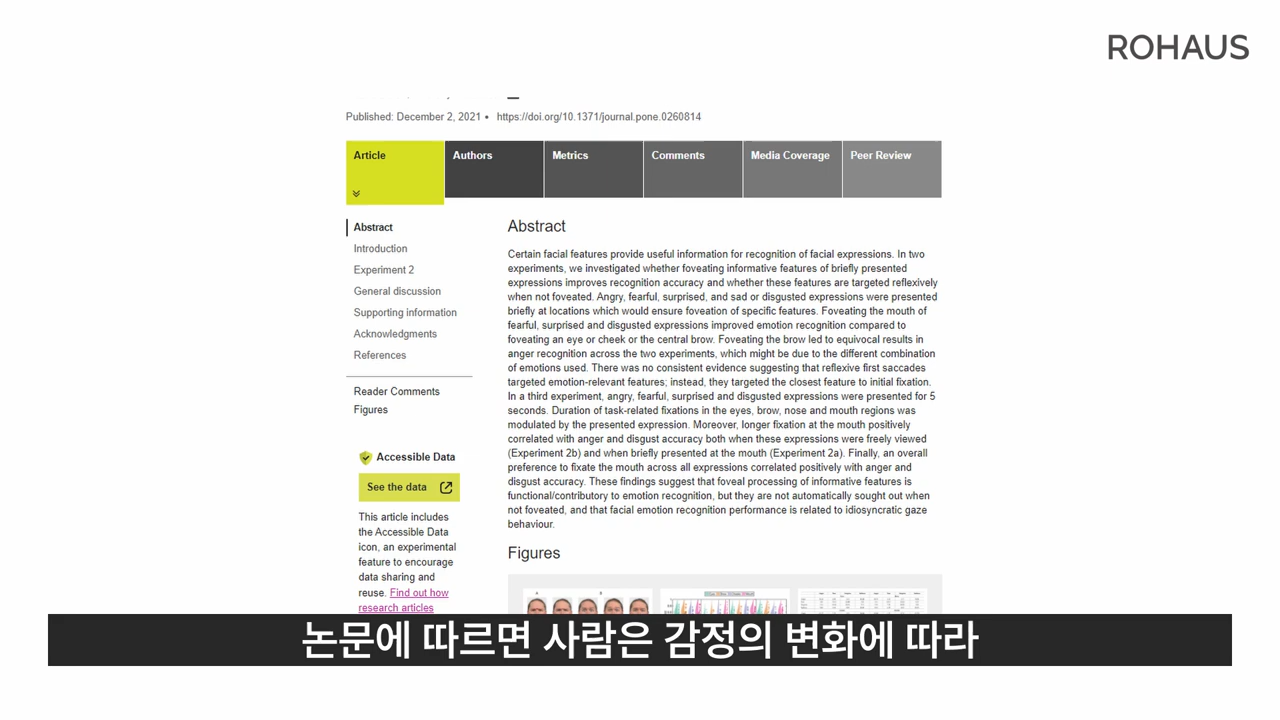 ROHAUS
Published: December 2, 2021 • https://doi.org/10.1371/journal.pone.0260814
Article
Authors
Metrics
Comments
Media Coverage
Peer Review
Abstract
Introduction
Experiment 2
General discussion
Supporting information
Acknowledgments
References
Reader Comments
Figures
Accessible Data
See the data
This article includes
the Accessible Data
icon, an experimental
feature to encourage
data sharing and
reuse. Find out how
research articles
Abstract
Certain facial features provide useful information for recognition of facial expressions. In two
experiments, we investigated whether foveating informative features of briefly presented
expressions improves recognition accuracy and whether these features are targeted reflexively
when not foveated. Angry, fearful, surprised, and sad or disgusted expressions were presented
briefly at locations which would ensure foveation of specific features. Foveating the mouth of
fearful, surprised and disgusted expressions improved emotion recognition compared to
foveating an eye or cheek or the central brow. Foveating the brow led to equivocal results in
anger recognition across the two experiments, which might be due to the different combination
of emotions used. There was no consistent evidence suggesting that reflexive first saccades
targeted emotion-relevant features; instead, they targeted the closest feature to initial fixation.
In a third experiment, angry, fearful, surprised and disgusted expressions were presented for 5
seconds. Duration of task-related fixations in the eyes, brow, nose and mouth regions was
modulated by the presented expression. Moreover, longer fixation at the mouth positively
correlated with anger and disgust accuracy both when these expressions were freely viewed
(Experiment 2b) and when briefly presented at the mouth (Experiment 2a). Finally, an overall
preference to fixate the mouth across all expressions correlated positively with anger and
disgust accuracy. These findings suggest that foveal processing of informative features is
functional/contributory to emotion recognition, but they are not automatically sought out when
not foveated, and that facial emotion recognition performance is related to idiosyncratic gaze
behaviour.
Figures
논문에 따르면 사람은 감정의 변화에 따라